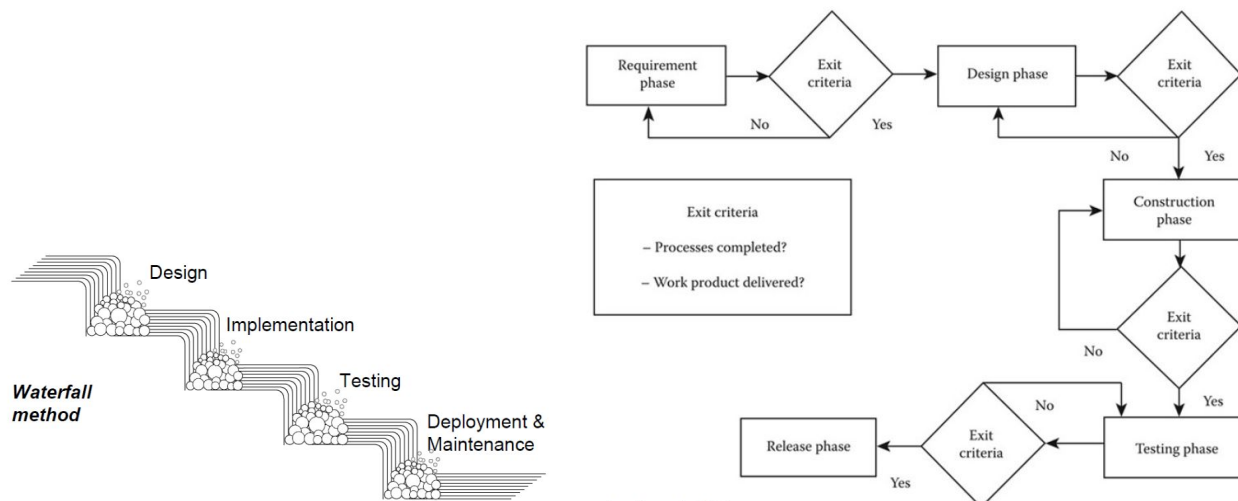 Design
Implementation
Testing
Deployment &
Maintenance
Waterfall
method
Requirement
phase
Exit
criteria
No
Yes
Design phase
Exit
criteria
No
Yes
Exit criteria
– Processes completed?
– Work product delivered?
Construction
phase
Exit
criteria
No
Yes
Testing phase
Exit
criteria
No
Yes
Release phase